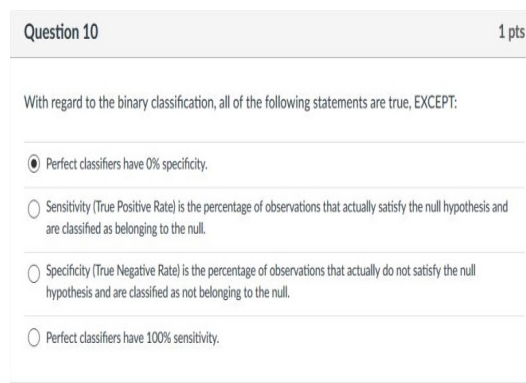 Question 10
1 pts
With regard to the binary classification, all of the following statements are true, EXCEPT:
Perfect classifiers have 0% specificity.
Sensitivity (True Positive Rate) is the percentage of observations that actually satisfy the null hypothesis and
are classified as belonging to the null.
Specificity (True Negative Rate) is the percentage of observations that actually do not satisfy the null
hypothesis and are classified as not belonging to the null.
Perfect classifiers have 100% sensitivity.